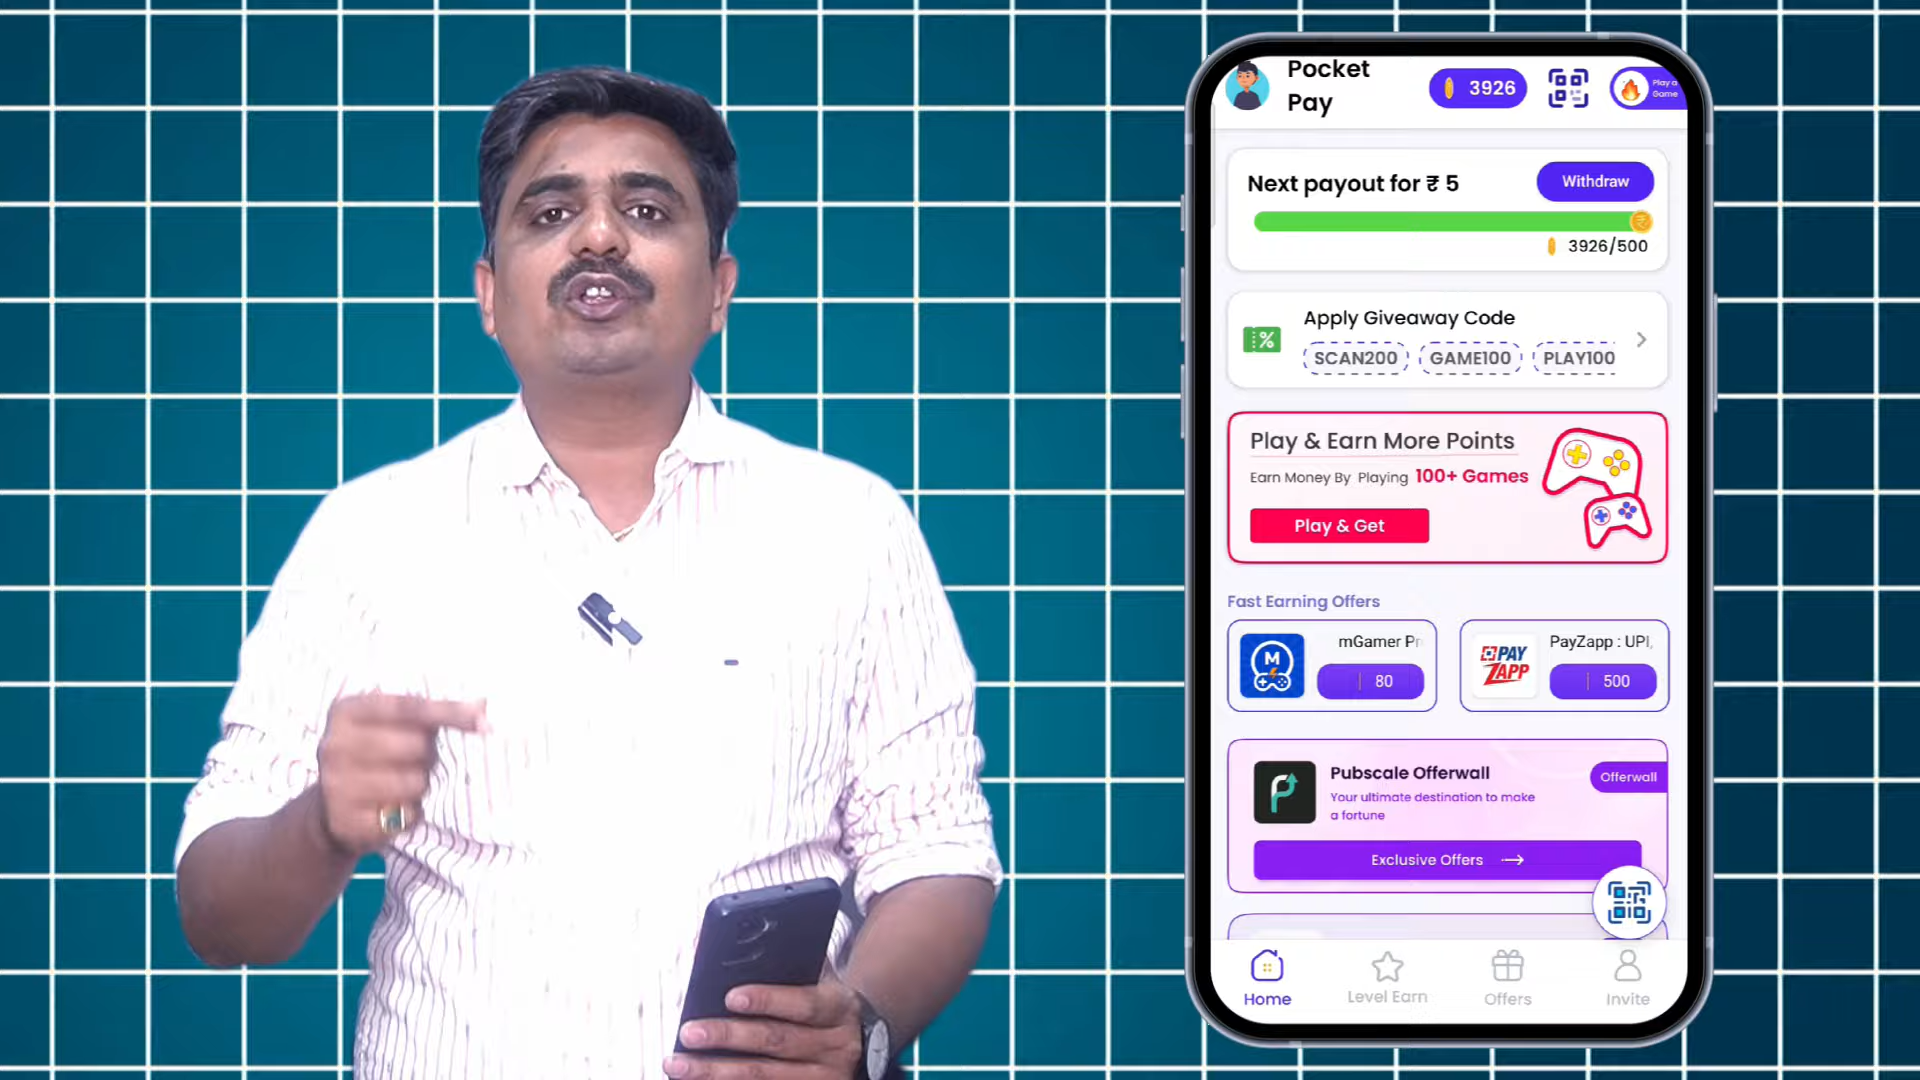 Pocket
Pay
3926
Play a
Game
Next payout for ₹ 5
Withdraw
3926/500
Apply Giveaway Code
SCAN200 GAME100 PLAY100
Play & Earn More Points
Earn Money By Playing 100+ Games
Play & Get
Fast Earning Offers
mGamer Pr
80
PayZapp : UPI,
500
M
PAY
ZAPP
Pubscale Offerwall
Offerwall
Your ultimate destination to make
a fortune
Exclusive Offers
Home
Level Earn
Offers
Invite